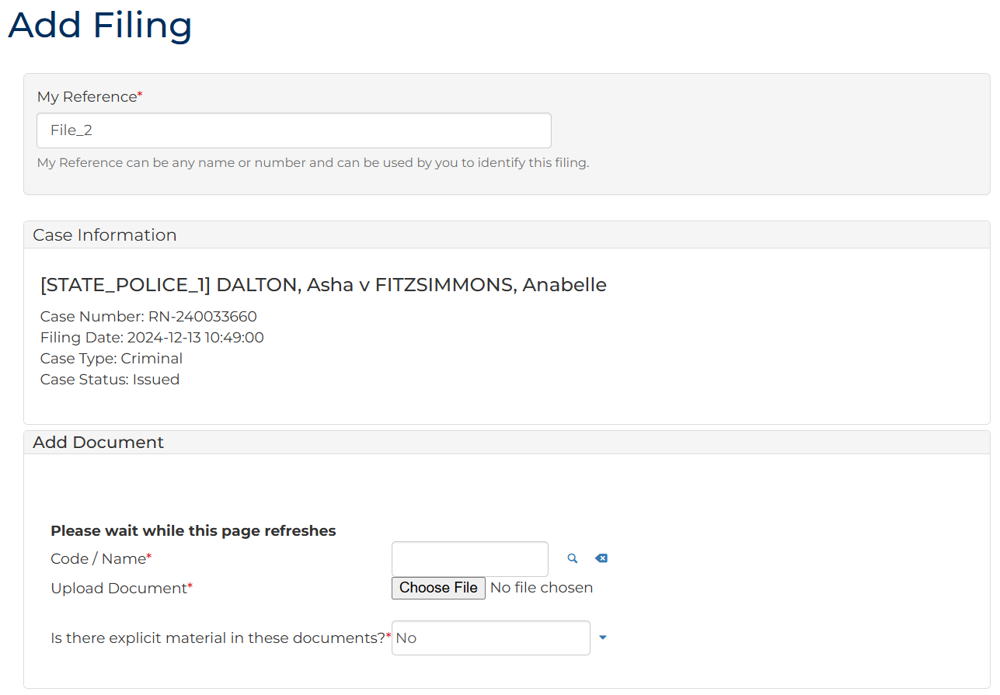 Add Filing
My Reference*
File_2
My Reference can be any name or number and can be used by you to identify this filing.
Case Information
[STATE_POLICE_1] DALTON, Asha v FITZSIMMONS, Anabelle
Case Number: RN-240033660
Filing Date: 2024-12-13 10:49:00
Case Type: Criminal
Case Status: Issued
Add Document
Please wait while this page refreshes
Code / Name*
Upload Document* Choose File No file chosen
Is there explicit material in these documents?* No